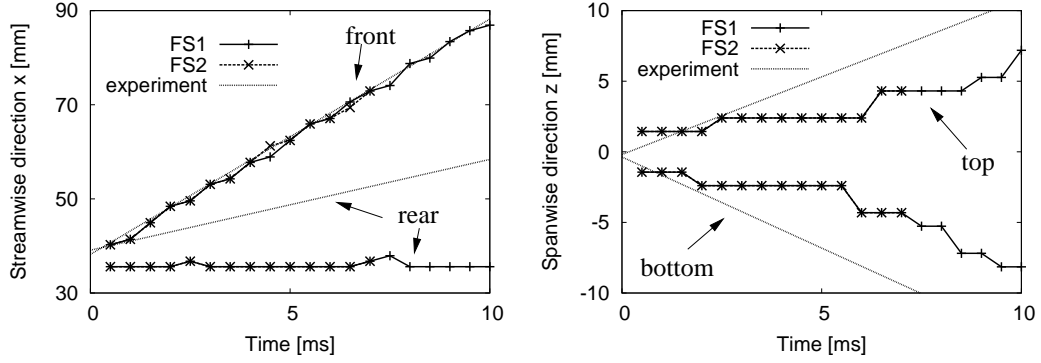 90
70
50
30
0
5
10
Time [ms]
Streamwise direction x [mm]
FS1
FS2
experiment
front
rear
10
5
0
-5
-10
0
5
10
Time [ms]
Spanwise direction z [mm]
FS1
FS2
experiment
top
bottom